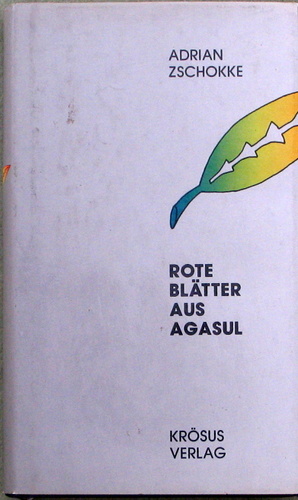 ADRIAN
ZSCHOKKE
ROTE
BLÄTTER
AUS
AGASUL
KRÖSUS
VERLAG